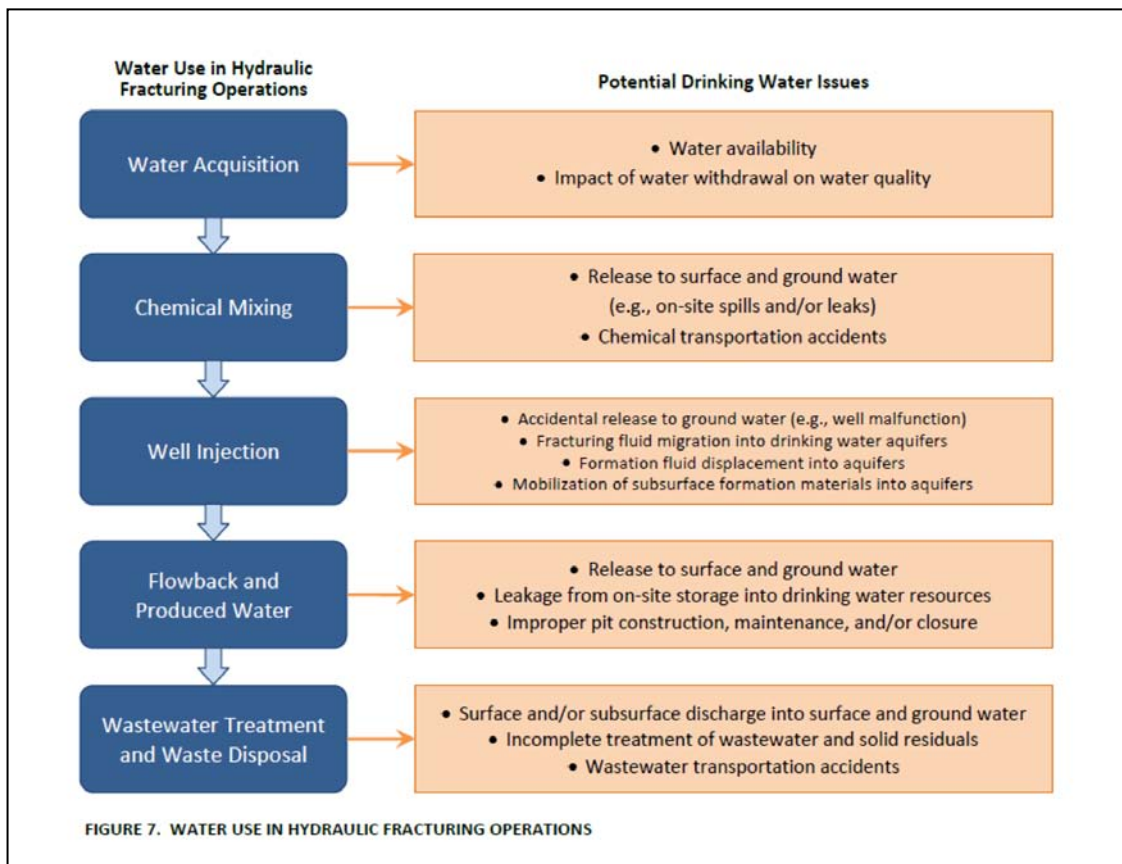 Water Use in Hydraulic
Fracturing Operations
Potential Drinking Water Issues
Water Acquisition
• Water availability
• Impact of water withdrawal on water quality
Chemical Mixing
• Release to surface and ground water
(e.g., on-site spills and/or leaks)
• Chemical transportation accidents
Well Injection
• Accidental release to ground water (e.g., well malfunction)
• Fracturing fluid migration into drinking water aquifers
• Formation fluid displacement into aquifers
• Mobilization of subsurface formation materials into aquifers
Flowback and
Produced Water
• Release to surface and ground water
• Leakage from on-site storage into drinking water resources
• Improper pit construction, maintenance, and/or closure
Wastewater Treatment
and Waste Disposal
• Surface and/or subsurface discharge into surface and ground water
• Incomplete treatment of wastewater and solid residuals
• Wastewater transportation accidents
FIGURE 7. WATER USE IN HYDRAULIC FRACTURING OPERATIONS